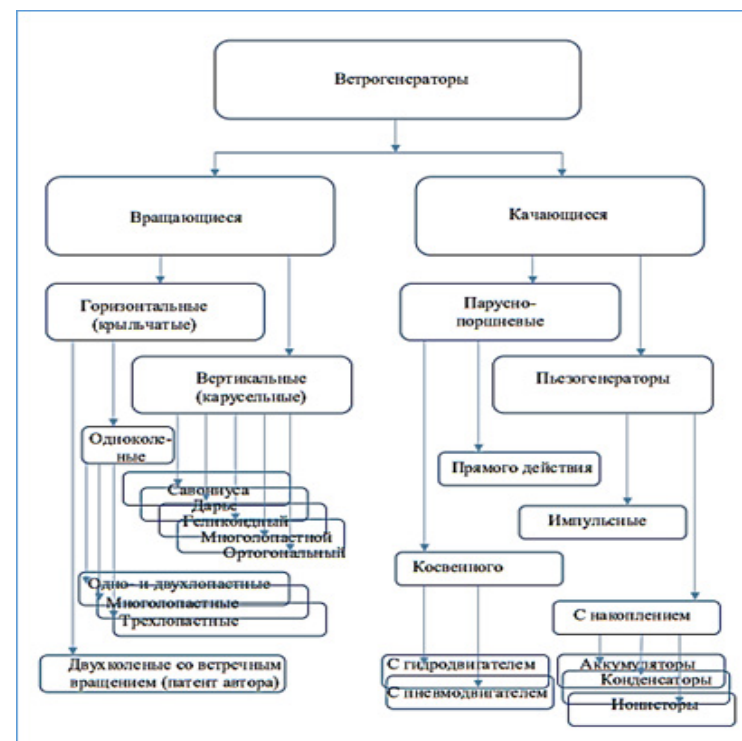 Ветрогенераторы
Вращающиеся
Качающиеся
Горизонтальные
(крыльчатые)
Парусно-
поршневые
Вертикальные
(карусельные)
Пьезогенераторы
Одноколе-
ные
Прямого действия
Савониуса
Дарье
Геликоидный
Многолопастной
Ортогональный
Импульсные
Косвенного
Одно- и двухлопастные
Многолопастные
Трехлопастные
С накоплением
Двухколеные со встречным
вращением (патент автора)
С гидродвигателем
С пневмодвигателем
Аккумуляторы
Конденсаторы
Ионисторы